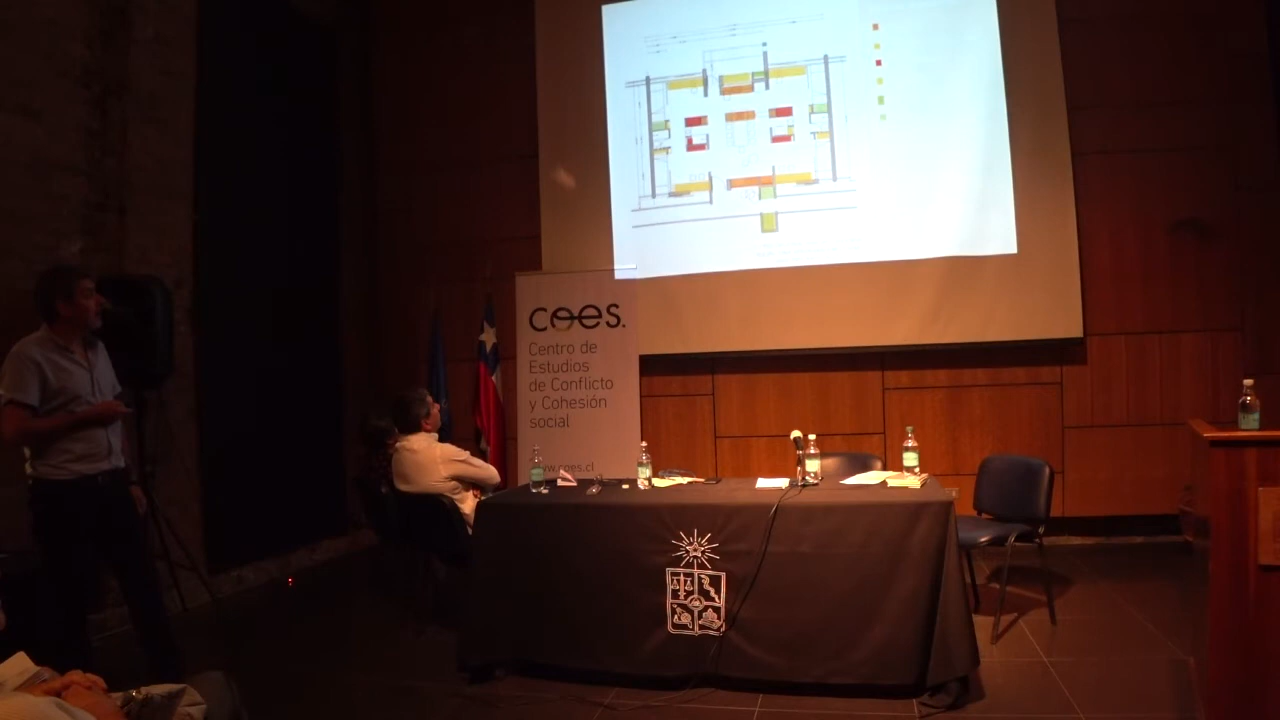 coes.
Centro de
Estudios
de Conflicto
y Cohesión
social
www.coes.cl